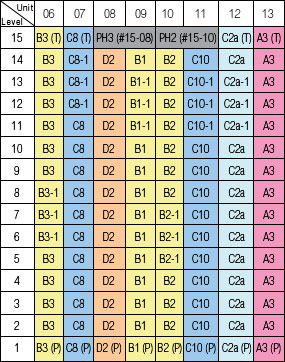 Unit
Level 06 07 08 09 10 11 12 13
15 B3 (T) C8 (T) PH3 (#15-08) PH2 (#15-10) C2a (T) A3 (T)
14 B3 C8-1 D2 B1 B2 C10 C2a A3
13 B3 C8-1 D2 B1-1 B2 C10-1 C2a-1 A3
12 B3 C8-1 D2 B1-1 B2 C10-1 C2a-1 A3
11 B3 C8 D2 B1-1 B2 C10-1 C2a-1 A3
10 B3 C8 D2 B1 B2 C10 C2a A3
9 B3 C8 D2 B1 B2 C10 C2a A3
8 B3-1 C8 D2 B1 B2 C10 C2a A3
7 B3-1 C8 D2 B1 B2-1 C10 C2a A3
6 B3-1 C8 D2 B1 B2-1 C10 C2a A3
5 B3 C8 D2 B1 B2-1 C10 C2a A3
4 B3 C8 D2 B1 B2 C10 C2a A3
3 B3 C8 D2 B1 B2 C10 C2a A3
2 B3 C8 D2 B1 B2 C10 C2a A3
1 B3 (P) C8 (P) D2 (P) B1 (P) B2 (P) C10 (P) C2a (P) A3 (P)